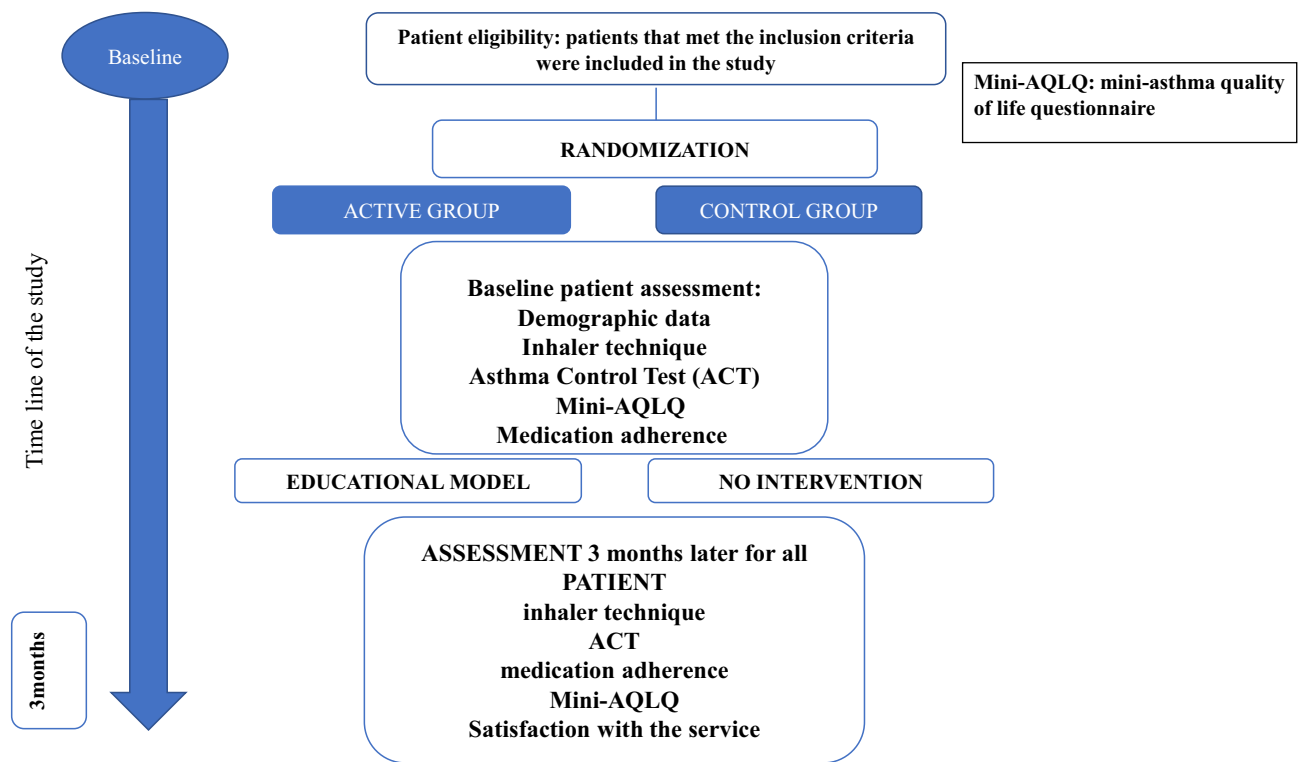 Baseline
Patient eligibility: patients that met the inclusion criteria
were included in the study
Mini-AQLQ: mini-asthma quality
of life questionnaire
RANDOMIZATION
ACTIVE GROUP
CONTROL GROUP
Time line of the study
Baseline patient assessment:
Demographic data
Inhaler technique
Asthma Control Test (ACT)
Mini-AQLQ
Medication adherence
EDUCATIONAL MODEL
NO INTERVENTION
ASSESSMENT 3 months later for all
PATIENT
inhaler technique
ACT
medication adherence
Mini-AQLQ
Satisfaction with the service
3months